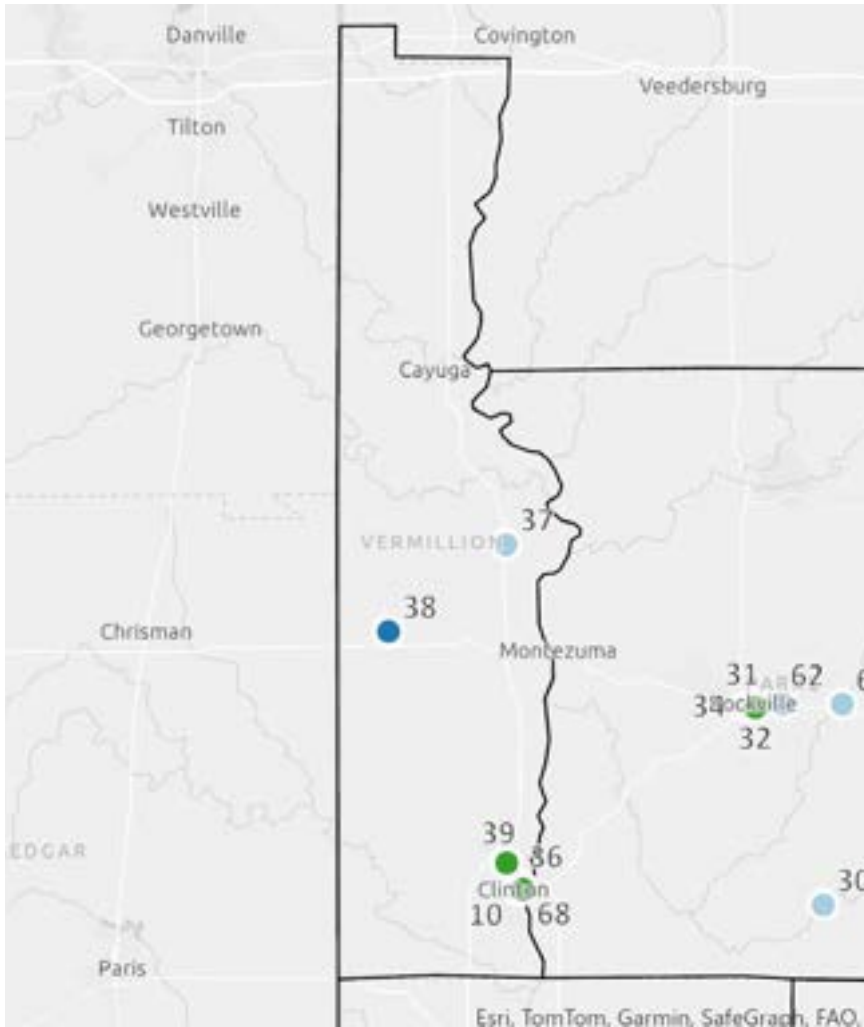 Danville
Covington
Veedersburg
Tilton
Westville
Georgetown
Cayuga
37
VERMILLION
38
Chrisman
Montezuma
31
62
34
Rockville
32
39
EDGAR
Clinton
30
10
68
Paris
Esri, TomTom, Garmin, SafeGraph, FAO,